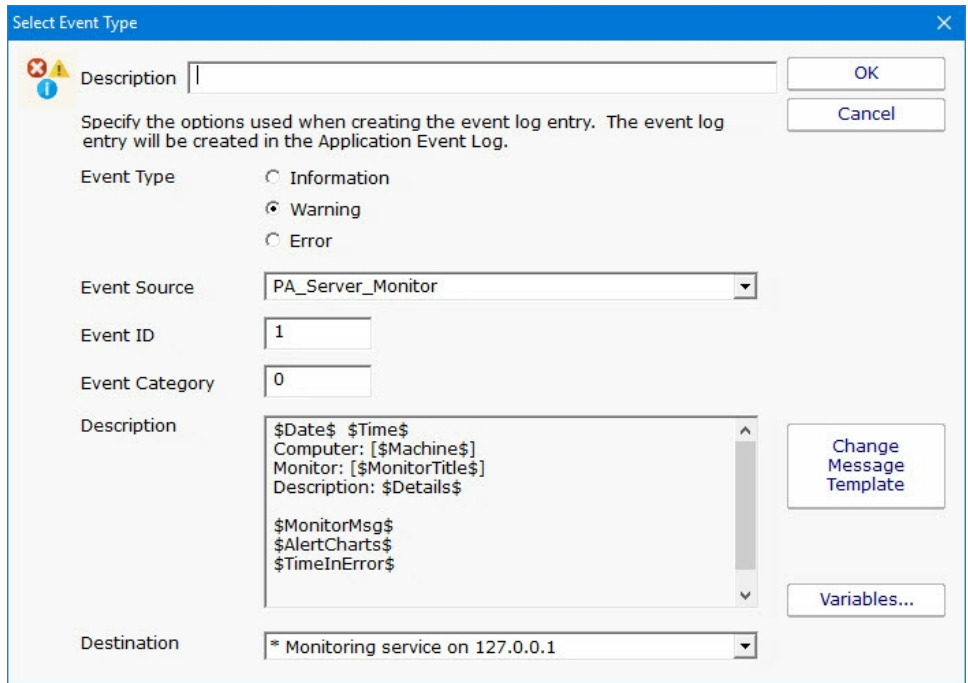 Select Event Type
Description
OK
Cancel
Specify the options used when creating the event log entry. The event log
entry will be created in the Application Event Log.
Event Type
Information
Warning
Error
Event Source
PA_Server_Monitor
Event ID
1
Event Category
0
Description
$Date$ $Time$
Computer: [$Machine$]
Monitor: [$MonitorTitle$]
Description: $Details$
$MonitorMsg$
$AlertCharts$
$TimeInError$
Change
Message
Template
Variables...
Destination
* Monitoring service on 127.0.0.1